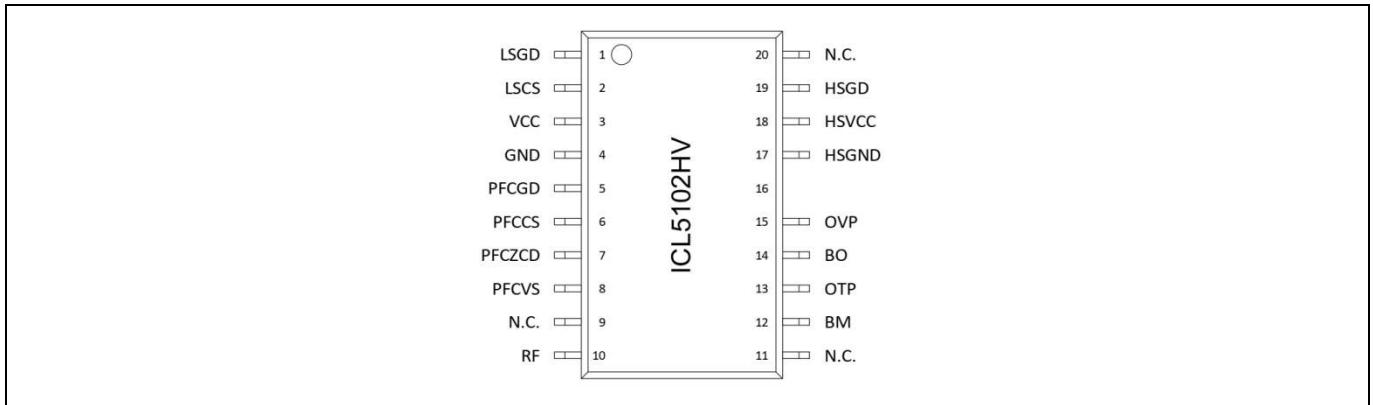 LSGD 1 20 N.C.
LSCS 2 19 HSGD
VCC 3 18 HSVCC
GND 4 17 HSGND
PFCGD 5 16
PFCCS 6 15 OVP
PFCZCD 7 14 BO
PFCVS 8 13 OTP
N.C. 9 12 BM
RF 10 11 N.C.
ICL5102HV